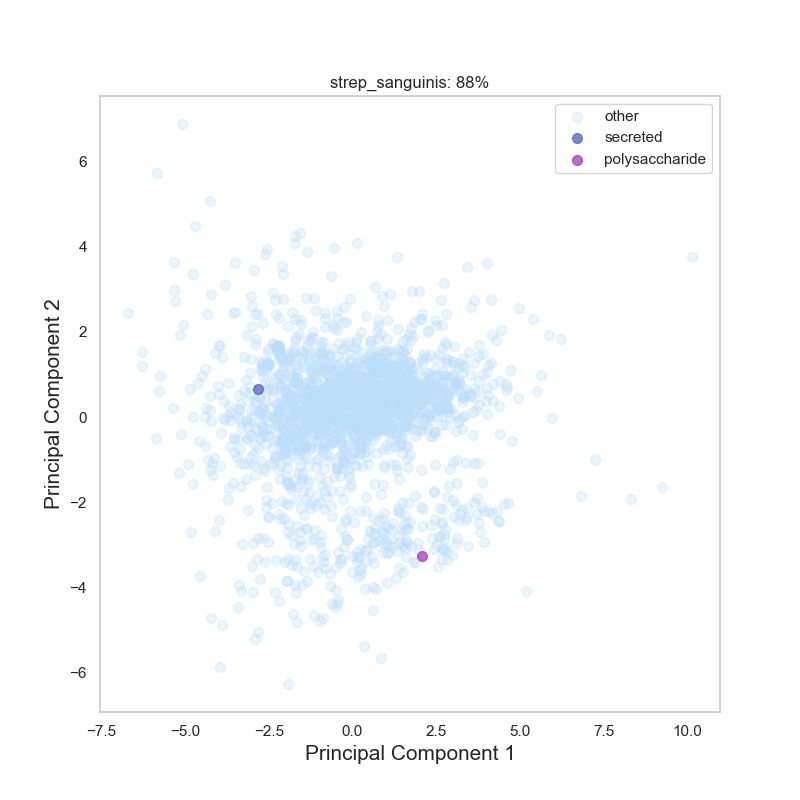 strep_sanguinis: 88%
other
secreted
polysaccharide
6
4
2
0
−2
−4
−6
Principal Component 2
−7.5 −5.0 −2.5 0.0 2.5 5.0 7.5 10.0
Principal Component 1